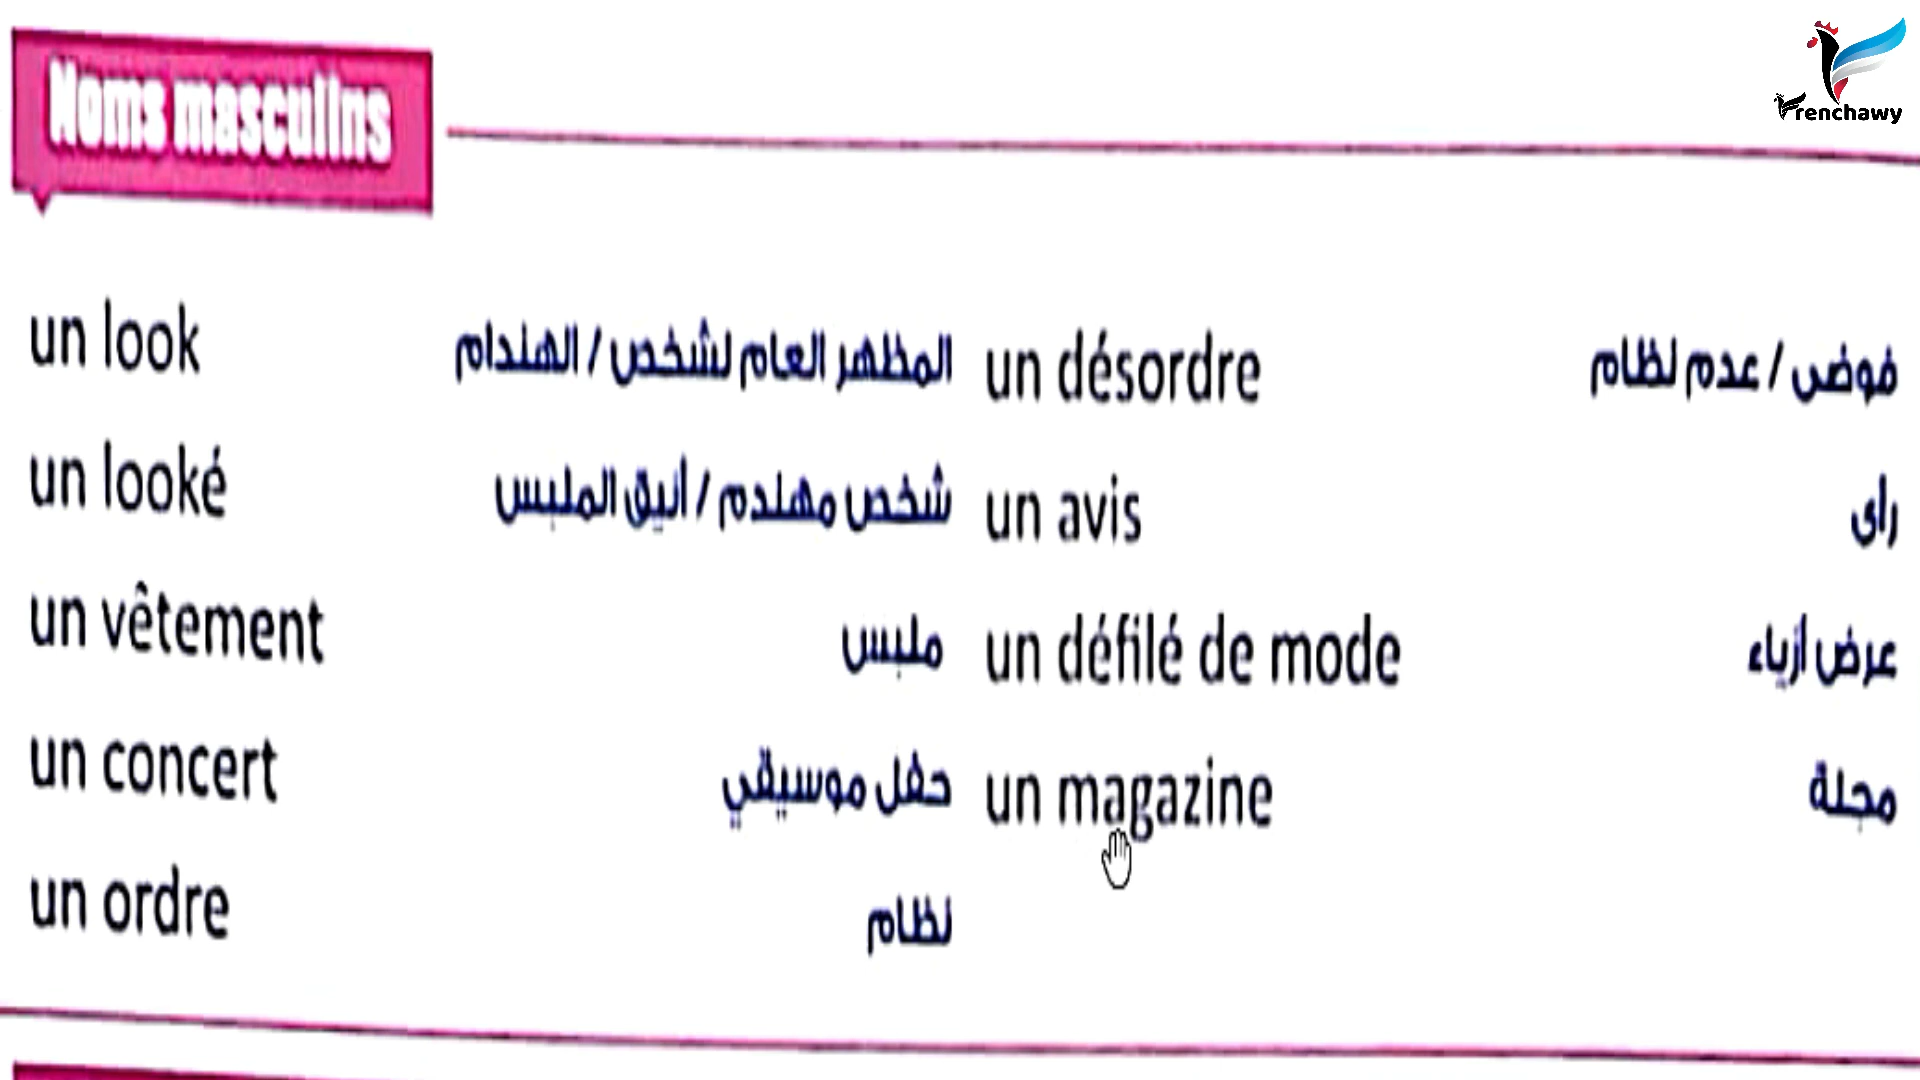 Frenchawy
Noms masculins
un look المظهر العام لشخص / الهندام
un désordre فوضى / عدم نظام
un looké شخص مهندم / أنيق الملبس
un avis رأى
un vêtement ملبس
un défilé de mode عرض أزياء
un concert حفل موسيقي
un magazine مجلة
un ordre نظام